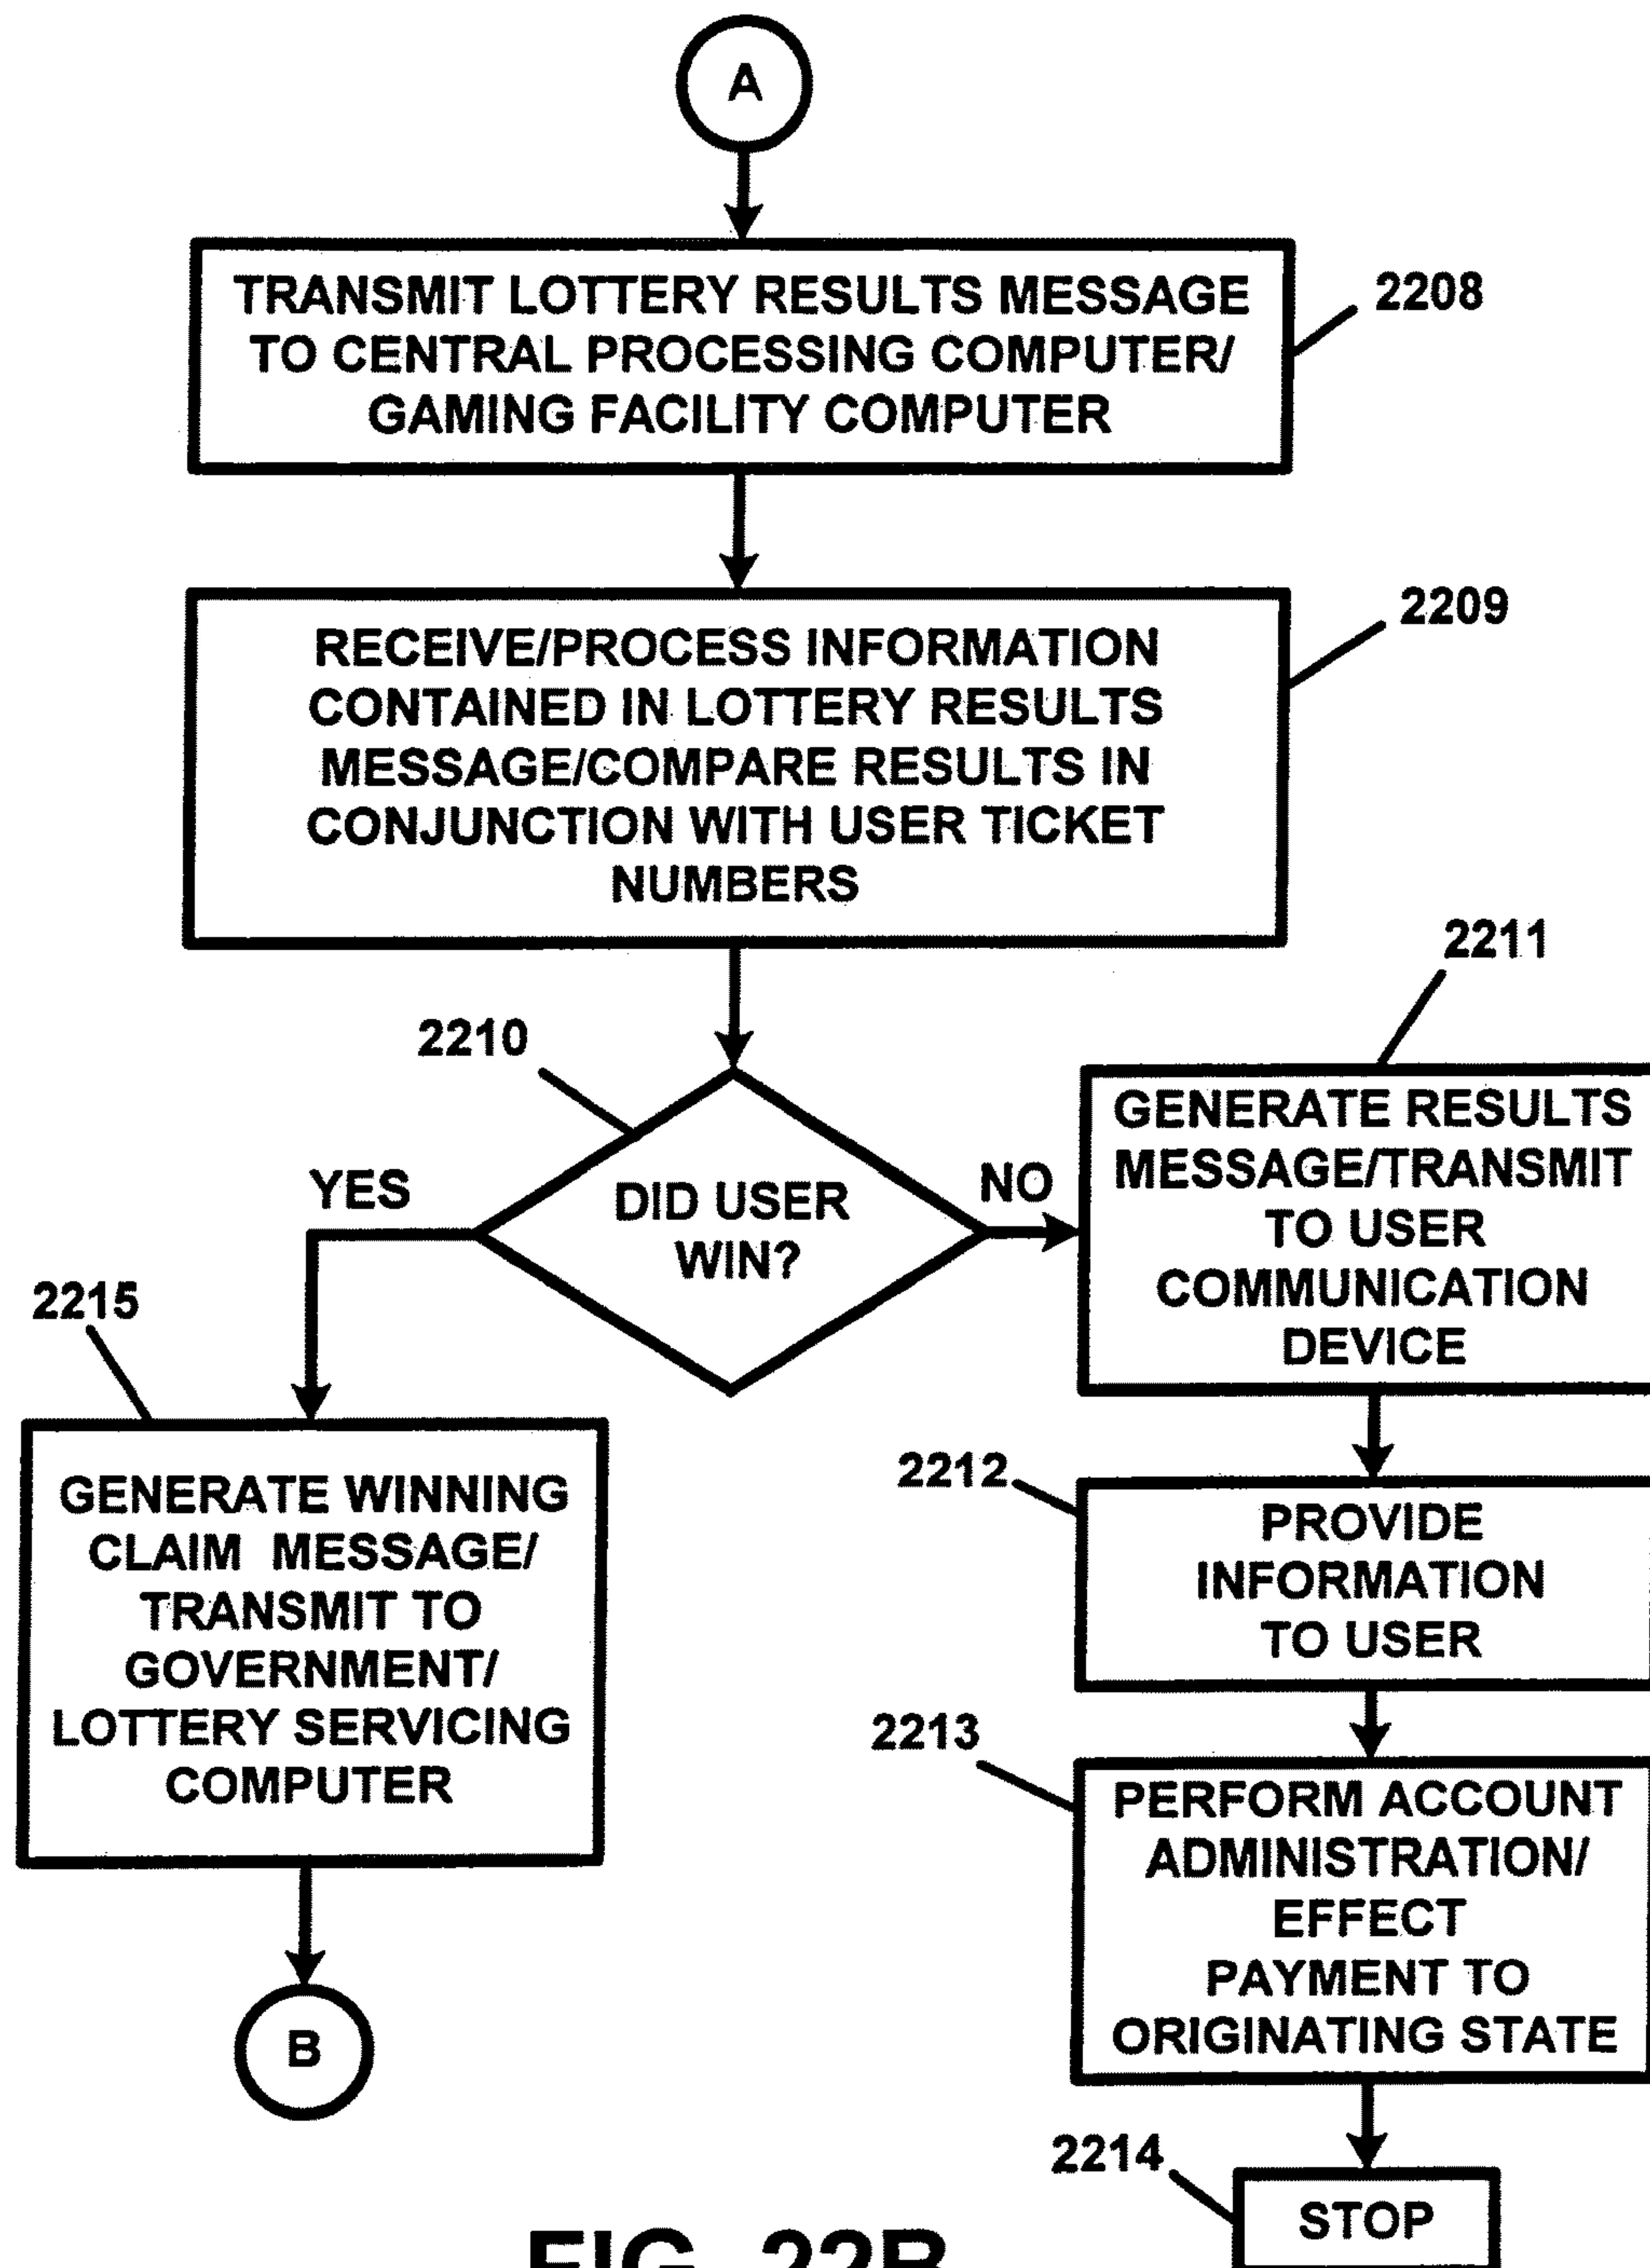 A
TRANSMIT LOTTERY RESULTS MESSAGE
TO CENTRAL PROCESSING COMPUTER/
GAMING FACILITY COMPUTER
2208
RECEIVE/PROCESS INFORMATION
CONTAINED IN LOTTERY RESULTS
MESSAGE/COMPARE RESULTS IN
CONJUNCTION WITH USER TICKET
NUMBERS
2209
2210
DID USER
WIN?
YES
NO
2211
GENERATE RESULTS
MESSAGE/TRANSMIT
TO USER
COMMUNICATION
DEVICE
2212
PROVIDE
INFORMATION
TO USER
2213
PERFORM ACCOUNT
ADMINISTRATION/
EFFECT
PAYMENT TO
ORIGINATING STATE
2214
STOP
2215
GENERATE WINNING
CLAIM MESSAGE/
TRANSMIT TO
GOVERNMENT/
LOTTERY SERVICING
COMPUTER
B
FIG. 22B